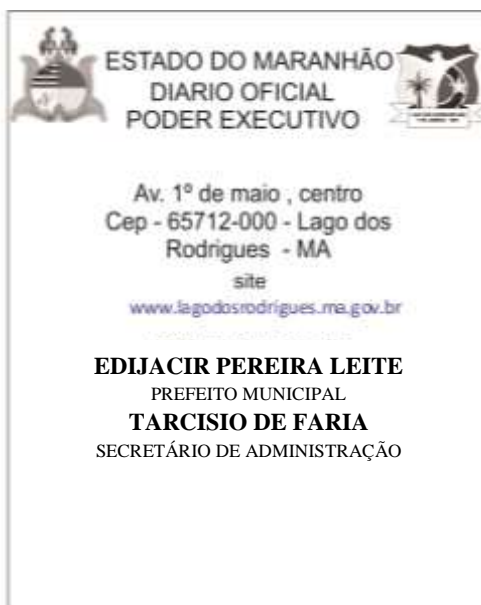 ESTADO DO MARANHÃO
DIARIO OFICIAL
PODER EXECUTIVO
Av. 1º de maio , centro
Cep - 65712-000 - Lago dos
Rodrigues - MA
site
www.lagodosrodrigues.ma.gov.br
EDIJACIR PEREIRA LEITE
PREFEITO MUNICIPAL
TARCISIO DE FARIA
SECRETÁRIO DE ADMINISTRAÇÃO